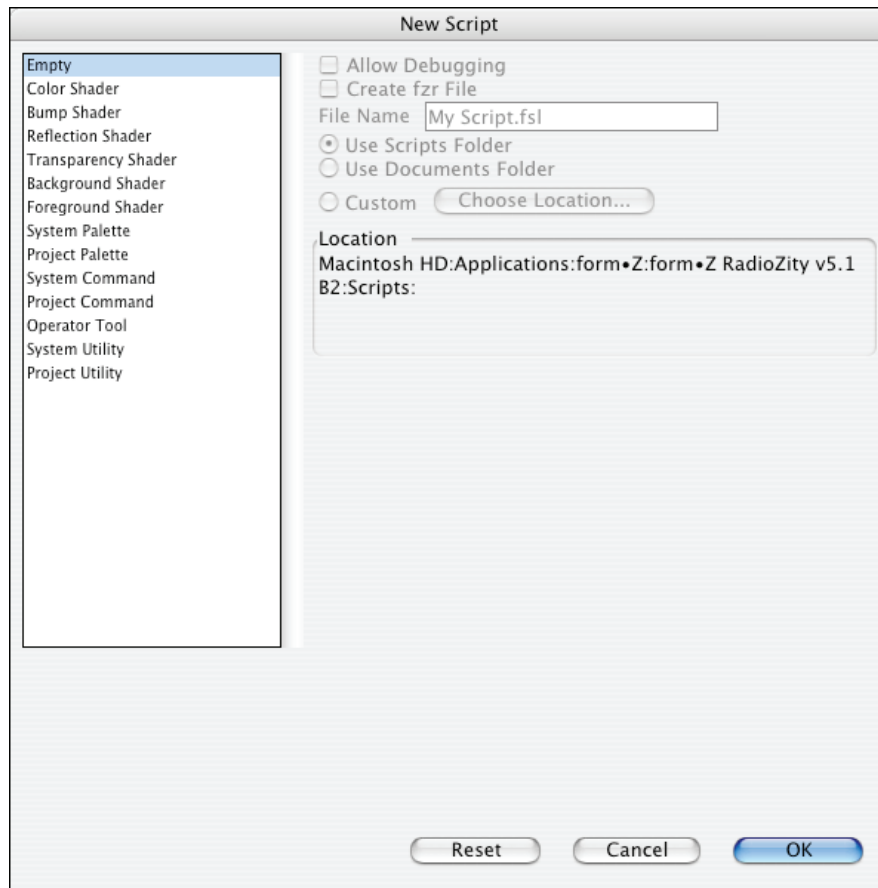 New Script
Empty
Color Shader
Bump Shader
Reflection Shader
Transparency Shader
Background Shader
Foreground Shader
System Palette
Project Palette
System Command
Project Command
Operator Tool
System Utility
Project Utility
Allow Debugging
Create fzr File
File Name My Script.fsl
Use Scripts Folder
Use Documents Folder
Custom Choose Location...
Location
Macintosh HD:Applications:form•Z:form•Z RadioZity v5.1
B2:Scripts:
Reset Cancel OK